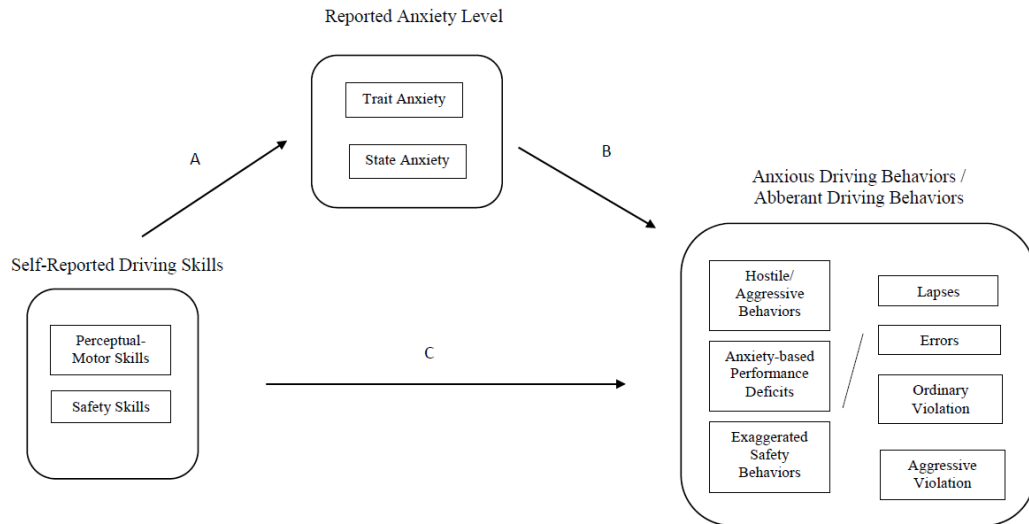 Reported Anxiety Level
Trait Anxiety
State Anxiety
A
B
C
Self-Reported Driving Skills
Perceptual-
Motor Skills
Safety Skills
Anxious Driving Behaviors /
Abberant Driving Behaviors
Hostile/
Aggressive
Behaviors
Anxiety-based
Performance
Deficits
Exaggerated
Safety
Behaviors
Lapses
Errors
Ordinary
Violation
Aggressive
Violation